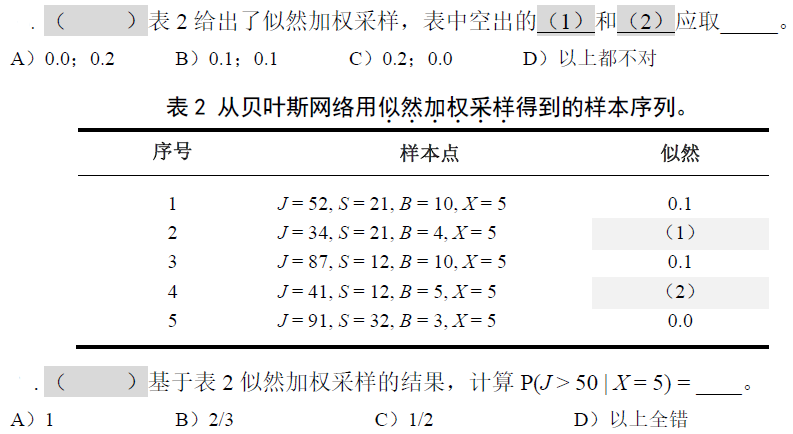 . （ ）表 2 给出了似然加权采样，表中空出的 （1） 和 （2） 应取_____。
A）0.0；0.2 B）0.1；0.1 C）0.2；0.0 D）以上都不对
表 2 从贝叶斯网络用似然加权采样得到的样本序列。
序号 样本点 似然
1 J = 52, S = 21, B = 10, X = 5 0.1
2 J = 34, S = 21, B = 4, X = 5 （1）
3 J = 87, S = 12, B = 10, X = 5 0.1
4 J = 41, S = 12, B = 5, X = 5 （2）
5 J = 91, S = 32, B = 3, X = 5 0.0
. （ ）基于表 2 似然加权采样的结果，计算 P(J > 50 | X = 5) = ____。
A）1 B）2/3 C）1/2 D）以上全错